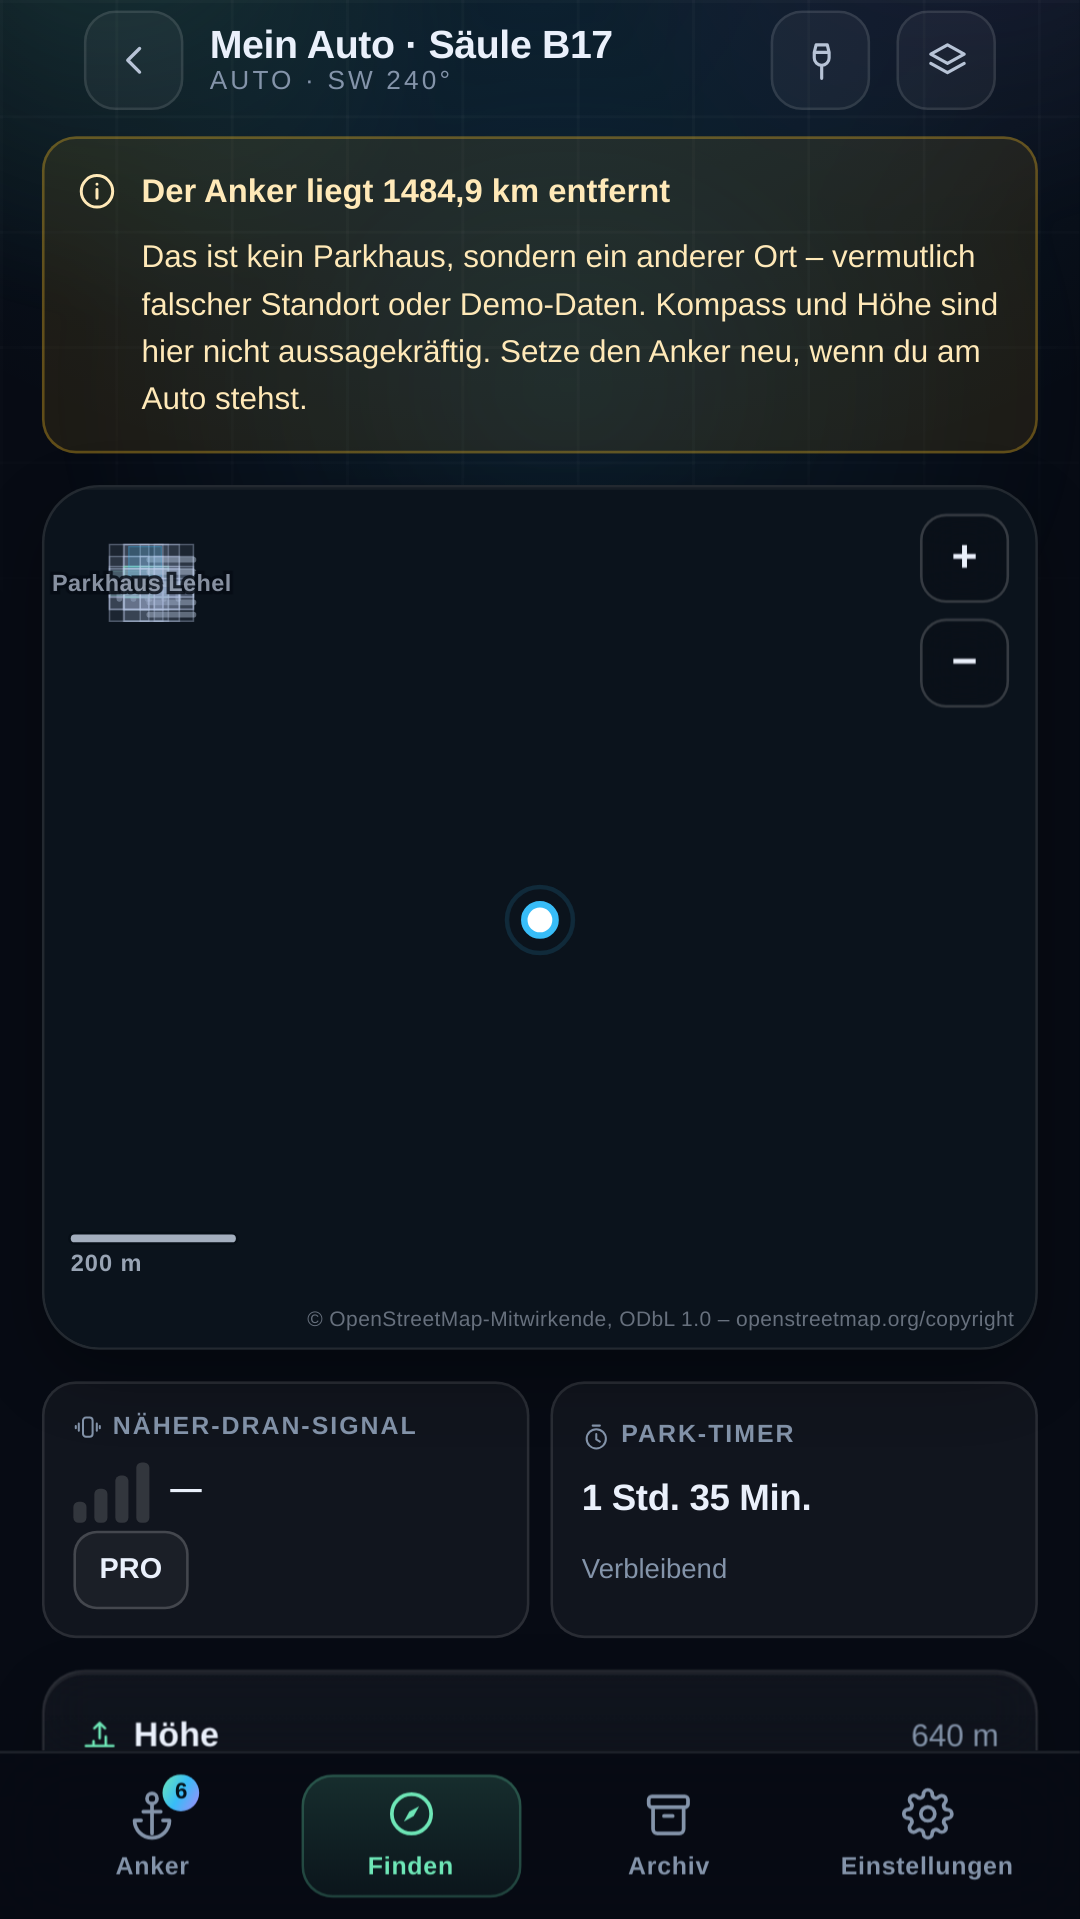 Mein Auto · Säule B17
AUTO · SW 240°
Der Anker liegt 1484,9 km entfernt
Das ist kein Parkhaus, sondern ein anderer Ort – vermutlich
falscher Standort oder Demo-Daten. Kompass und Höhe sind
hier nicht aussagekräftig. Setze den Anker neu, wenn du am
Auto stehst.
+
Parkhaus Lehel
−
200 m
© OpenStreetMap-Mitwirkende, ODbL 1.0 – openstreetmap.org/copyright
NÄHER-DRAN-SIGNAL
—
PRO
PARK-TIMER
1 Std. 35 Min.
Verbleibend
Höhe 640 m
6
Anker Finden Archiv Einstellungen